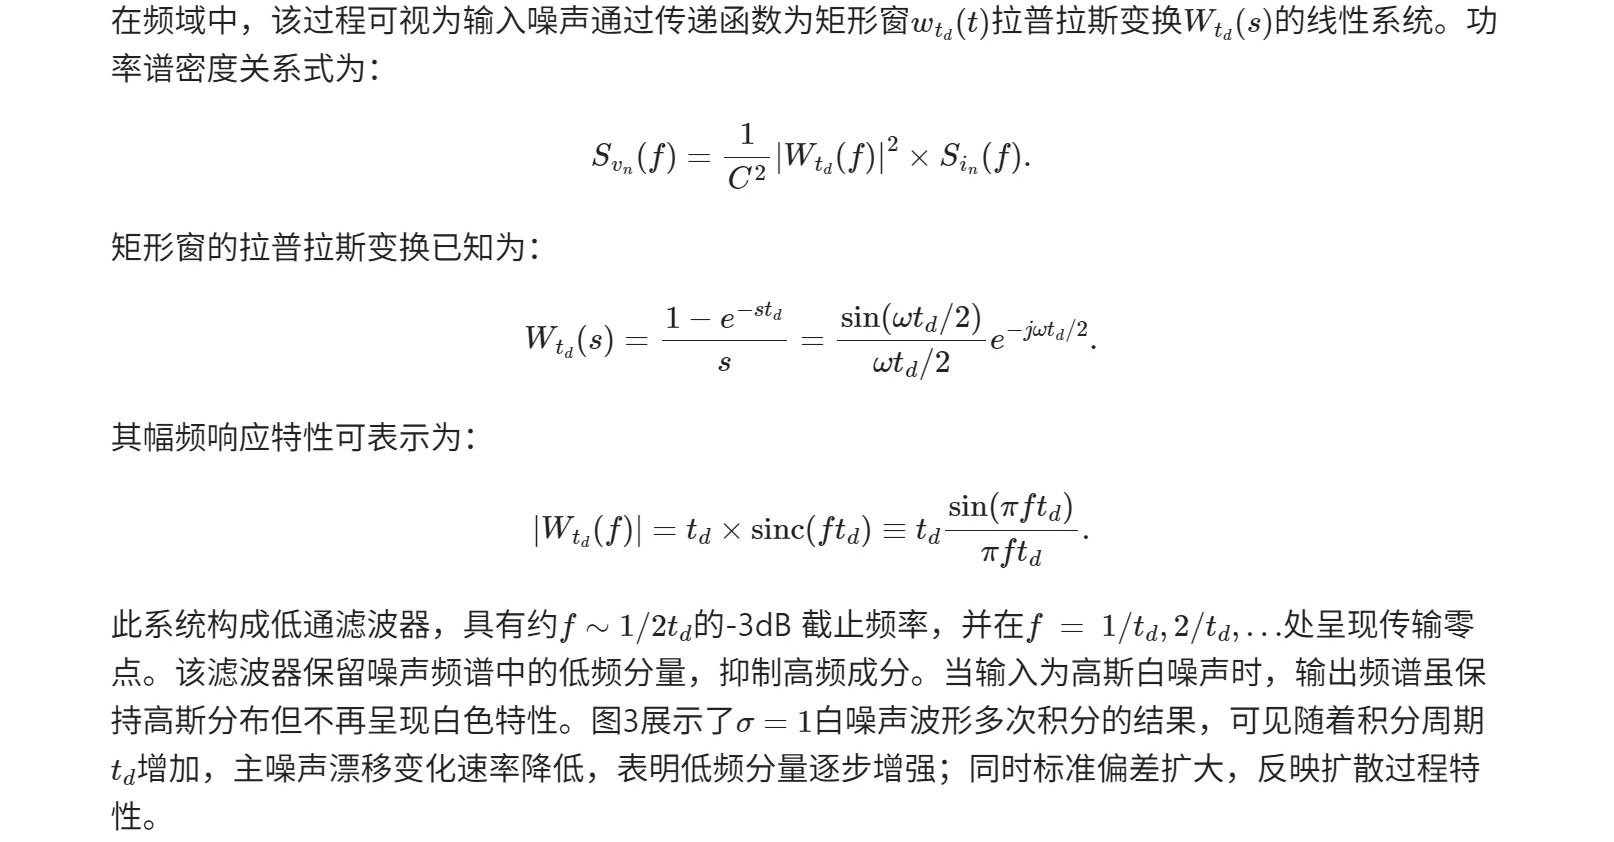 在频域中，该过程可视为输入噪声通过传递函数为矩形窗$w_{t_d}(t)$拉普拉斯变换$W_{t_d}(s)$的线性系统。功
率谱密度关系式为：
$$S_{v_n}(f) = \frac{1}{C^2} |W_{t_d}(f)|^2 \times S_{i_n}(f).$$
矩形窗的拉普拉斯变换已知为：
$$W_{t_d}(s) = \frac{1 - e^{-st_d}}{s} = \frac{\sin(\omega t_d/2)}{\omega t_d/2} e^{-j\omega t_d/2}.$$
其幅频响应特性可表示为：
$$|W_{t_d}(f)| = t_d \times \mathrm{sinc}(ft_d) \equiv t_d \frac{\sin(\pi f t_d)}{\pi f t_d}.$$
此系统构成低通滤波器，具有约$f \sim 1/2t_d$的-3dB 截止频率，并在$f = 1/t_d, 2/t_d, \ldots$处呈现传输零
点。该滤波器保留噪声频谱中的低频分量，抑制高频成分。当输入为高斯白噪声时，输出频谱虽保
持高斯分布但不再呈现白色特性。图3展示了$\sigma = 1$白噪声波形多次积分的结果，可见随着积分周期
$t_d$增加，主噪声漂移变化速率降低，表明低频分量逐步增强；同时标准偏差扩大，反映扩散过程特
性。